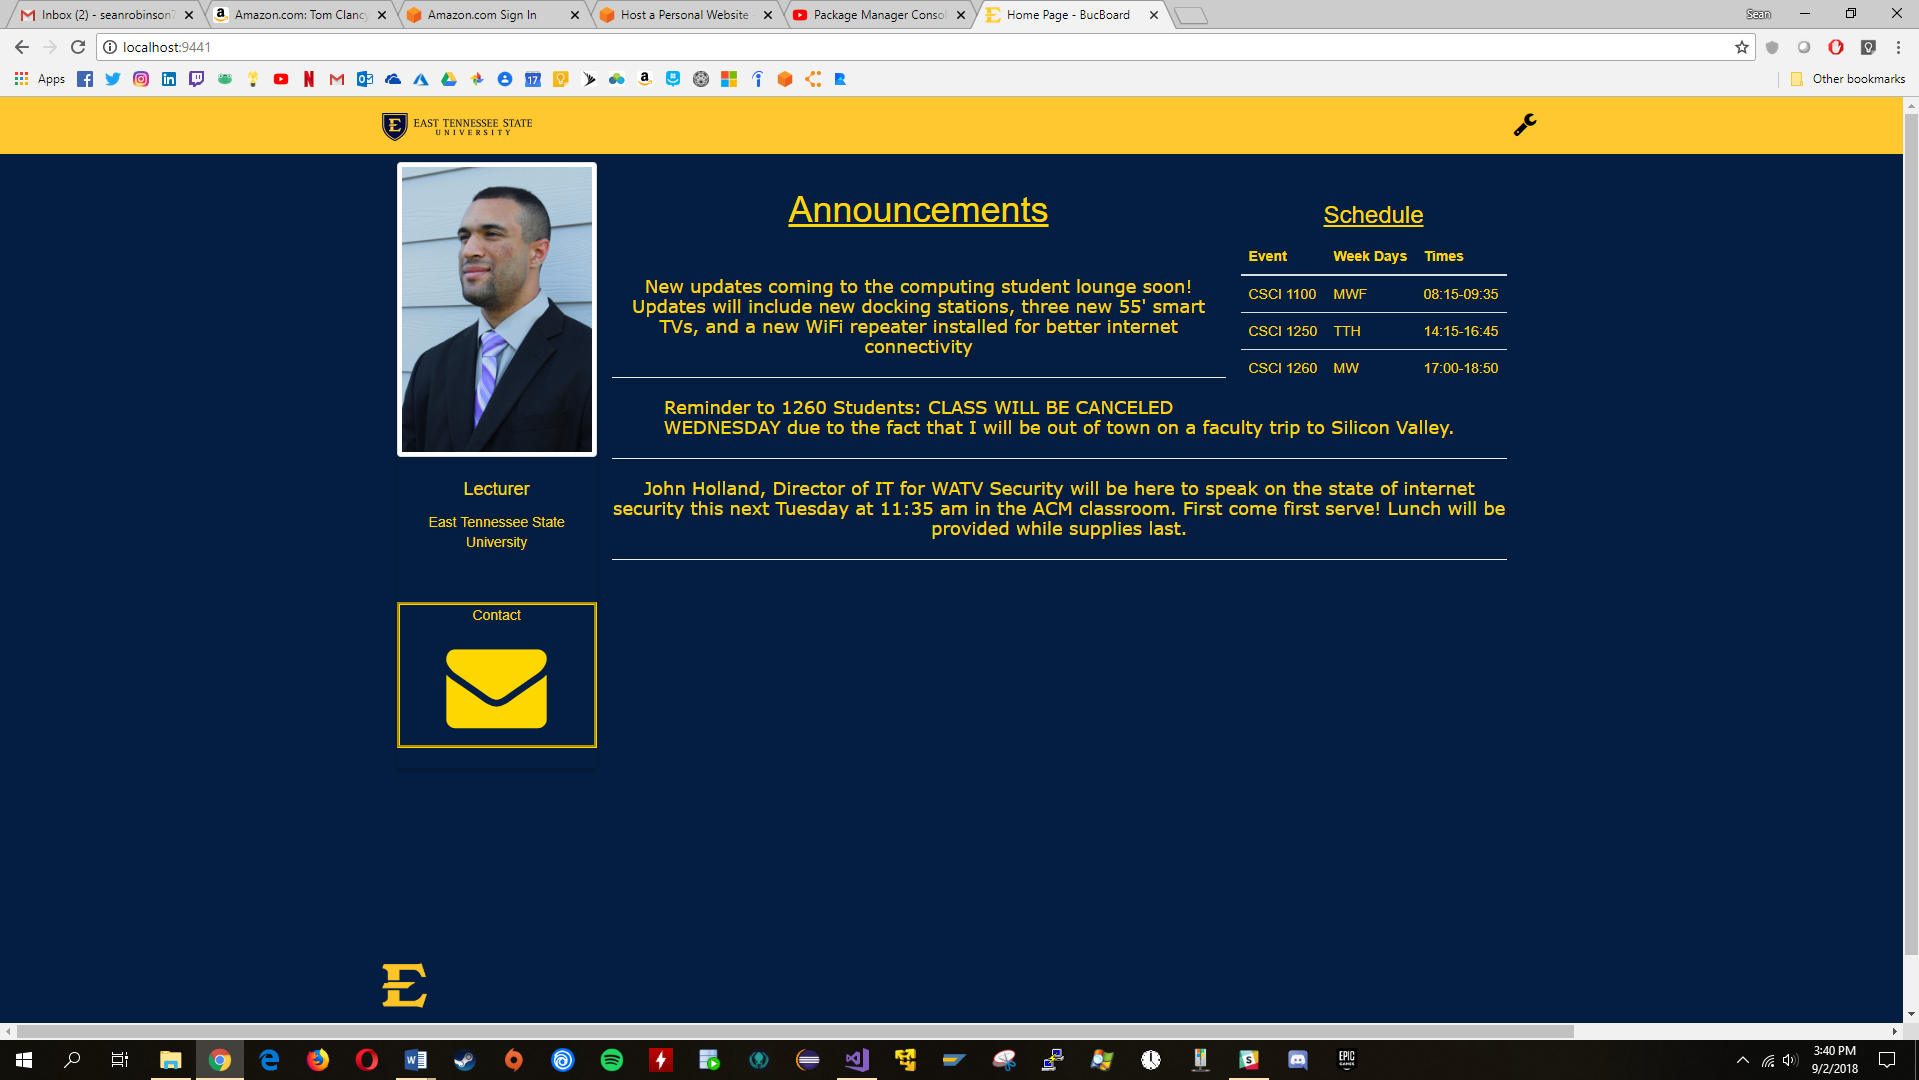 Inbox (2) - seanrobinson7
Amazon.com: Tom Clancy
Amazon.com Sign In
Host a Personal Website
Package Manager Conso
Home Page - BucBoard
Sean
localhost:9441
Apps
17
Other bookmarks
EAST TENNESSEE STATE
UNIVERSITY
Announcements
New updates coming to the computing student lounge soon!
Updates will include new docking stations, three new 55' smart
TVs, and a new WiFi repeater installed for better internet
connectivity
Reminder to 1260 Students: CLASS WILL BE CANCELED
WEDNESDAY due to the fact that I will be out of town on a faculty trip to Silicon Valley.
John Holland, Director of IT for WATV Security will be here to speak on the state of internet
security this next Tuesday at 11:35 am in the ACM classroom. First come first serve! Lunch will be
provided while supplies last.
Schedule
Event Week Days Times
CSCI 1100 MWF 08:15-09:35
CSCI 1250 TTH 14:15-16:45
CSCI 1260 MW 17:00-18:50
Lecturer
East Tennessee State
University
Contact
E
EPIC
GAMES
3:40 PM
9/2/2018